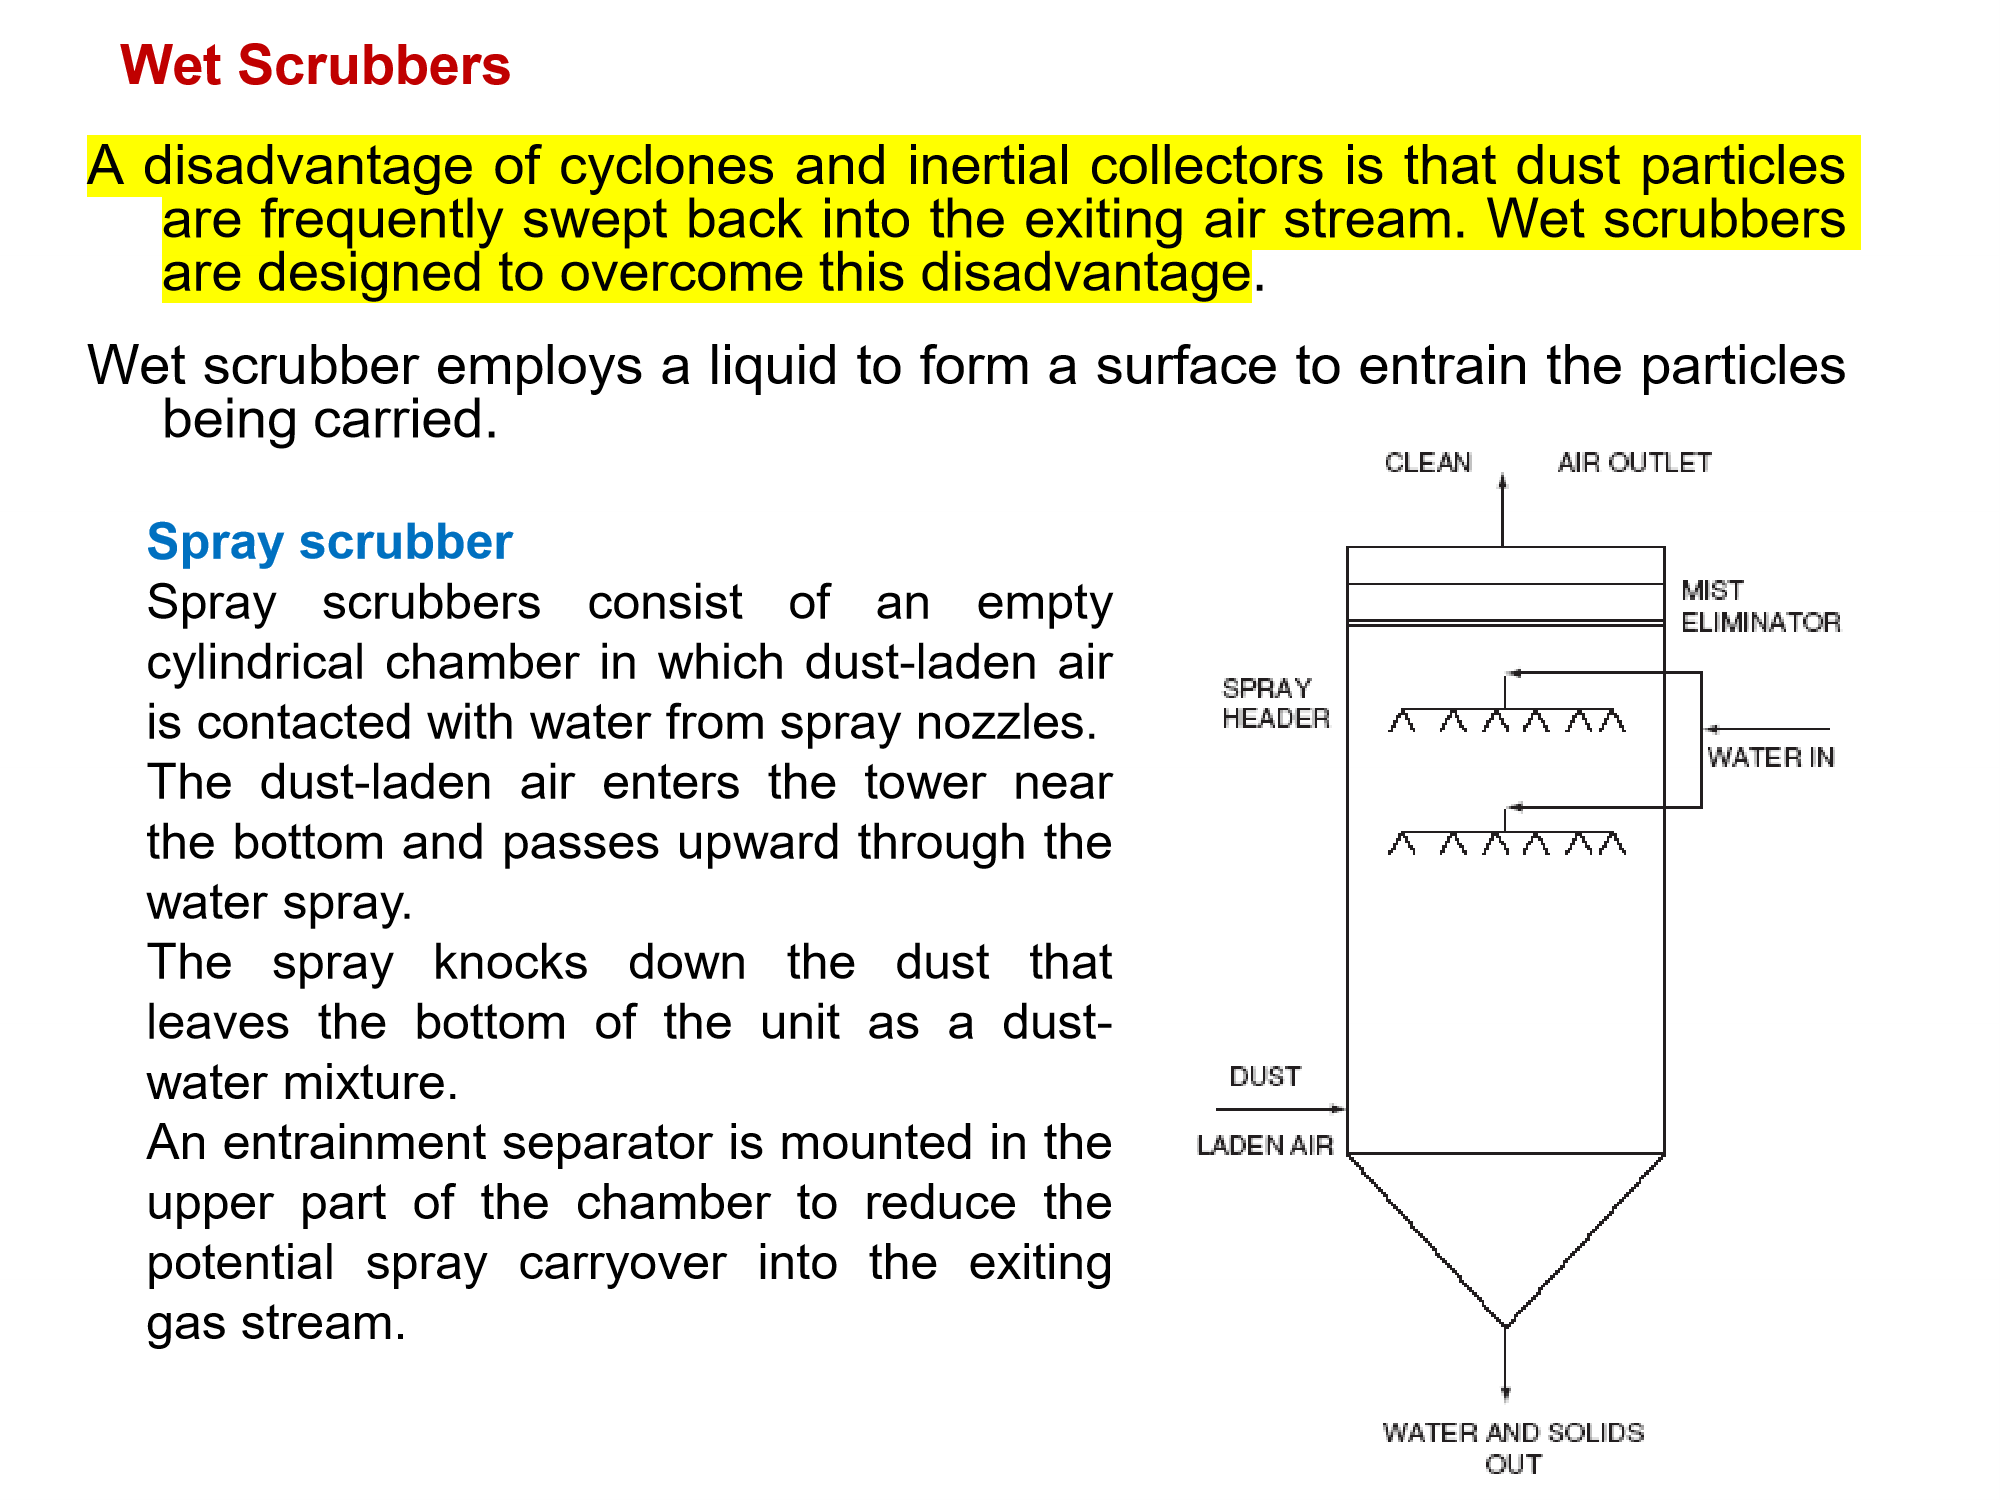 Wet Scrubbers
A disadvantage of cyclones and inertial collectors is that dust particles
are frequently swept back into the exiting air stream. Wet scrubbers
are designed to overcome this disadvantage.
Wet scrubber employs a liquid to form a surface to entrain the particles
being carried.
Spray scrubber
Spray scrubbers consist of an empty
cylindrical chamber in which dust-laden air
is contacted with water from spray nozzles.
The dust-laden air enters the tower near
the bottom and passes upward through the
water spray.
The spray knocks down the dust that
leaves the bottom of the unit as a dust-
water mixture.
An entrainment separator is mounted in the
upper part of the chamber to reduce the
potential spray carryover into the exiting
gas stream.
CLEAN AIR OUTLET
MIST
ELIMINATOR
SPRAY
HEADER
WATER IN
DUST
LADEN AIR
WATER AND SOLIDS
OUT